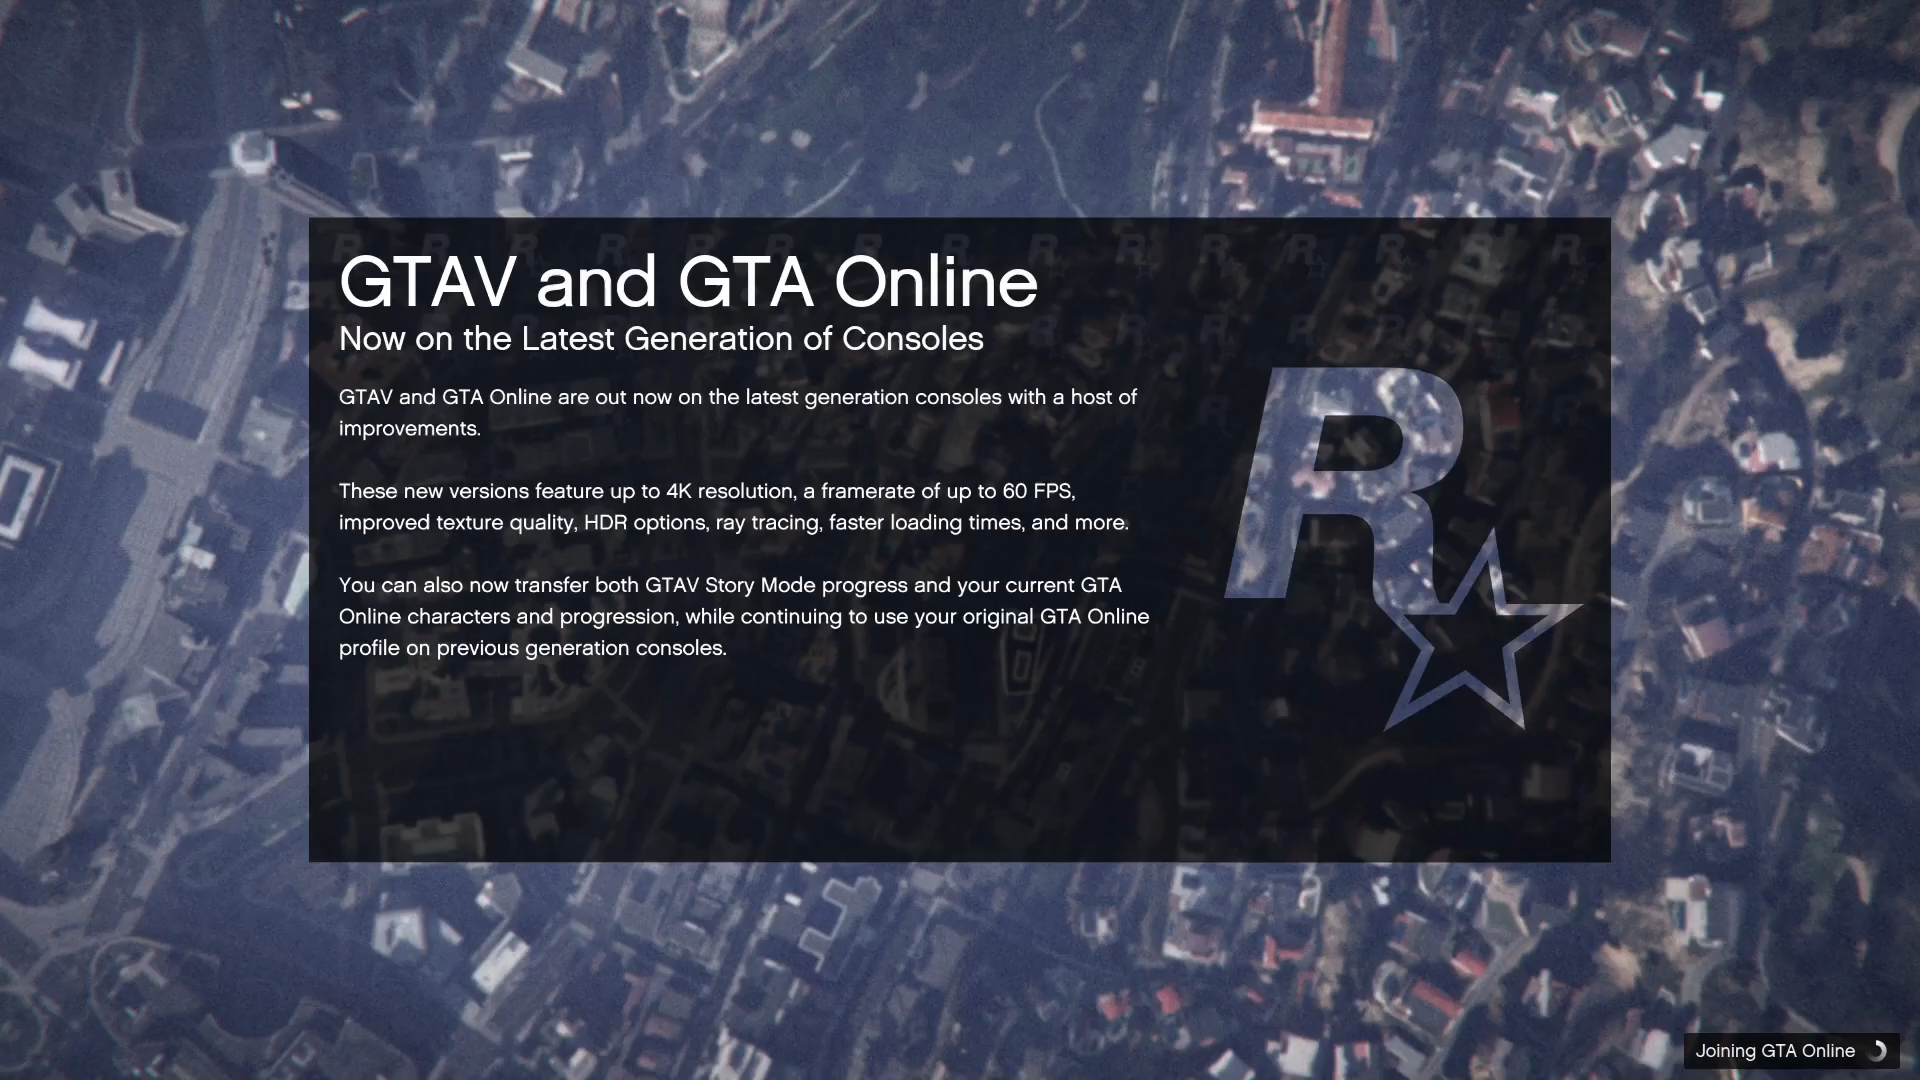 GTAV and GTA Online
Now on the Latest Generation of Consoles
GTAV and GTA Online are out now on the latest generation consoles with a host of
improvements.
These new versions feature up to 4K resolution, a framerate of up to 60 FPS,
improved texture quality, HDR options, ray tracing, faster loading times, and more.
You can also now transfer both GTAV Story Mode progress and your current GTA
Online characters and progression, while continuing to use your original GTA Online
profile on previous generation consoles.
R
Joining GTA Online